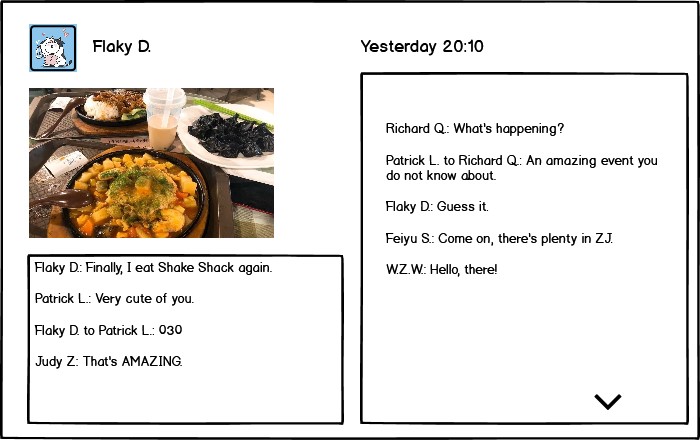 Flaky D.
Yesterday 20:10
Flaky D.: Finally, I eat Shake Shack again.
Patrick L.: Very cute of you.
Flaky D. to Patrick L.: 030
Judy Z.: That's AMAZING.
Richard Q.: What's happening?
Patrick L. to Richard Q.: An amazing event you
do not know about.
Flaky D.: Guess it.
Feiyu S.: Come on, there's plenty in ZJ.
W.Z.W.: Hello, there!